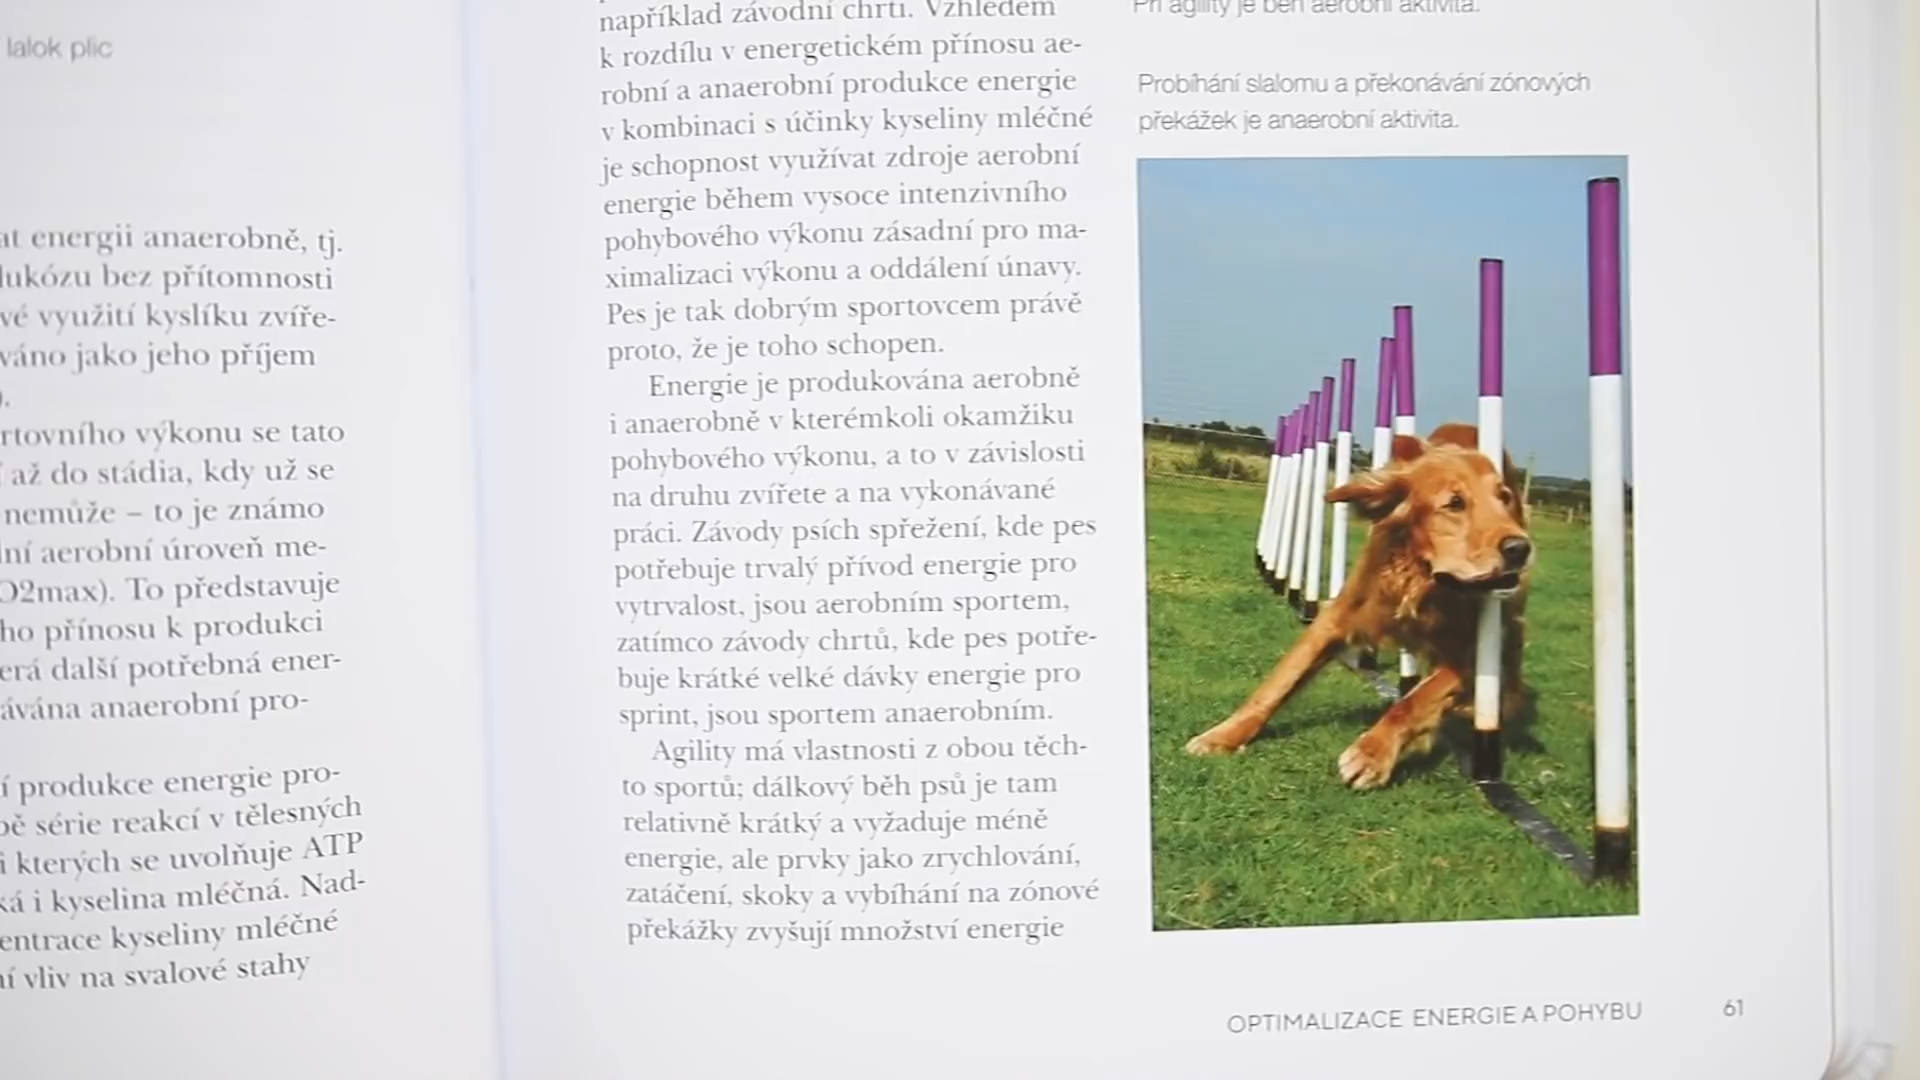 lalok plic
at energii anaerobně, tj.
lukózu bez přítomnosti
vé využití kyslíku zvíře-
váno jako jeho příjem
).
rtovního výkonu se tato
í až do stádia, kdy už se
nemůže – to je známo
lní aerobní úroveň me-
O2max). To představuje
ho přínosu k produkci
erá další potřebná ener-
ávána anaerobní pro-
í produkce energie pro-
bě série reakcí v tělesných
i kterých se uvolňuje ATP
ká i kyselina mléčná. Nad-
entrace kyseliny mléčné
ní vliv na svalové stahy
například závodní chrti. Vzhledem
k rozdílu v energetickém přínosu ae-
robní a anaerobní produkce energie
v kombinaci s účinky kyseliny mléčné
je schopnost využívat zdroje aerobní
energie během vysoce intenzivního
pohybového výkonu zásadní pro ma-
ximalizaci výkonu a oddálení únavy.
Pes je tak dobrým sportovcem právě
proto, že je toho schopen.
Energie je produkována aerobně
i anaerobně v kterémkoli okamžiku
pohybového výkonu, a to v závislosti
na druhu zvířete a na vykonávané
práci. Závody psích spřežení, kde pes
potřebuje trvalý přívod energie pro
vytrvalost, jsou aerobním sportem,
zatímco závody chrtů, kde pes potře-
buje krátké velké dávky energie pro
sprint, jsou sportem anaerobním.
Agility má vlastnosti z obou těch-
to sportů; dálkový běh psů je tam
relativně krátký a vyžaduje méně
energie, ale prvky jako zrychlování,
zatáčení, skoky a vybíhání na zónové
překážky zvyšují množství energie
Při agility je běh aerobní aktivita.
Probíhání slalomu a překonávání zónových
překážek je anaerobní aktivita.
OPTIMALIZACE ENERGIE A POHYBU 61